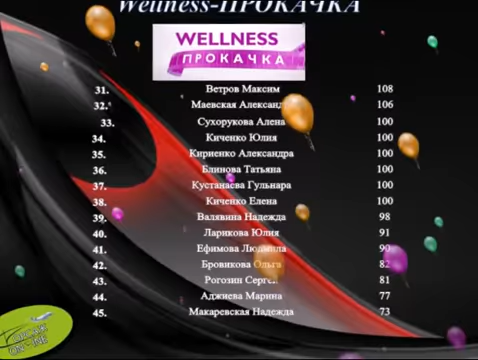 Wellness-ПРОКАЧКА
WELLNESS
ПРОКАЧКА
31. Ветров Максим 108
32. Маевская Александ 106
33. Сухорукова Алена 100
34. Киченко Юлия 100
35. Кириенко Александра 100
36. Блинова Татьяна 100
37. Кустанаева Гульнара 100
38. Киченко Елена 100
39. Валявина Надежда 98
40. Ларикова Юлия 91
41. Ефимова Людмила 90
42. Бровикова Ольга 82
43. Рогозин Сергей 81
44. Аджиева Марина 77
45. Макаревская Надежда 73
ON-LINE